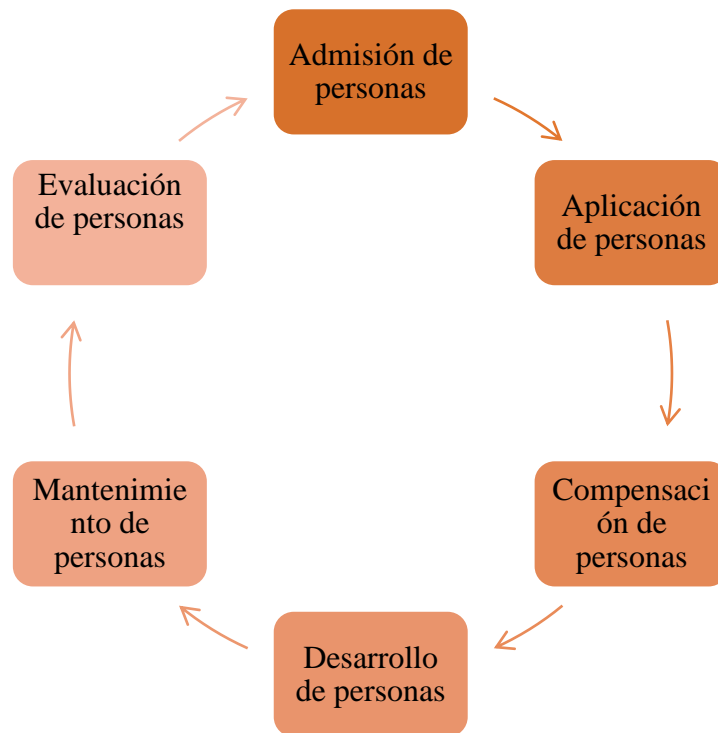 Admisión de
personas
Aplicación
de personas
Compensaci
ón de
personas
Desarrollo
de personas
Mantenimie
nto de
personas
Evaluación
de personas